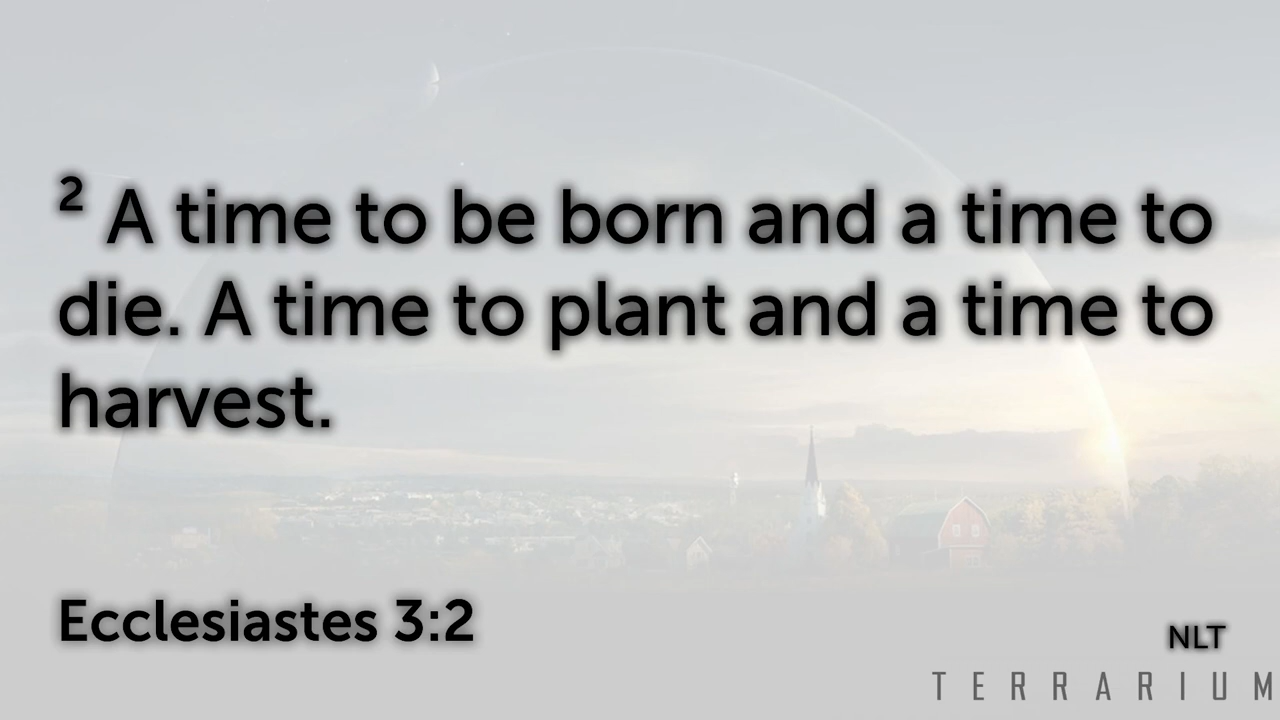 ² A time to be born and a time to
die. A time to plant and a time to
harvest.
Ecclesiastes 3:2
NLT
TERRARIUM